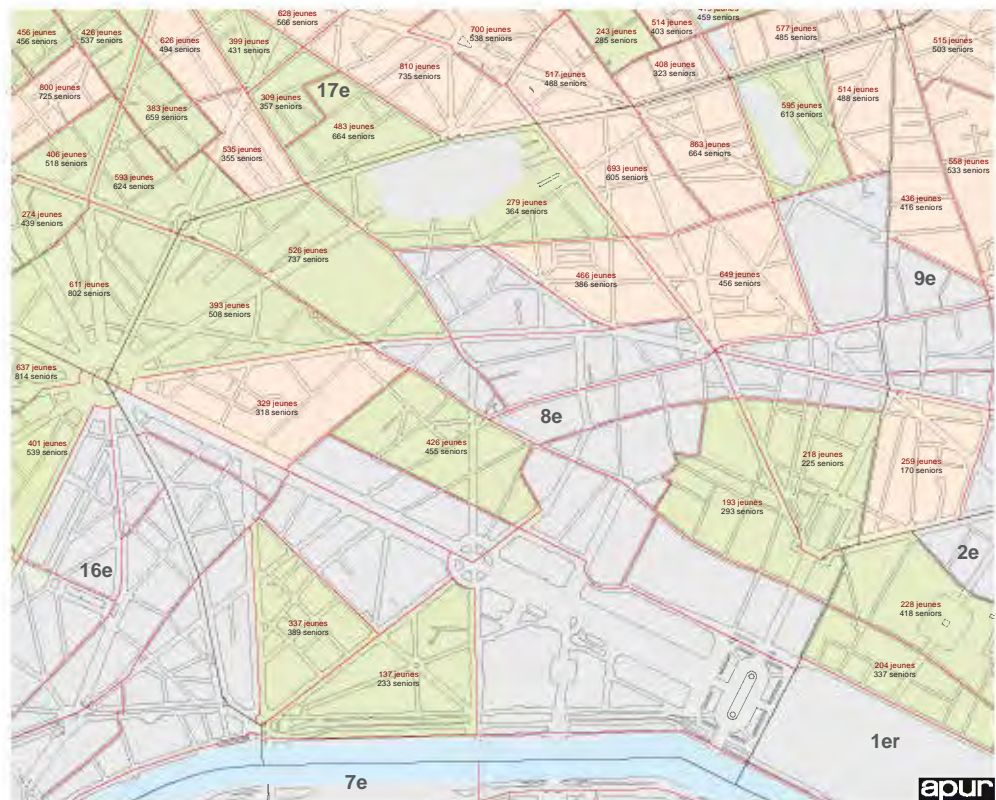 628 jeunes
566 seniors
456 jeunes
456 seniors
426 jeunes
537 seniors
626 jeunes
494 seniors
399 jeunes
431 seniors
700 jeunes
538 seniors
243 jeunes
285 seniors
514 jeunes
403 seniors
459 seniors
577 jeunes
485 seniors
515 jeunes
503 seniors
800 jeunes
725 seniors
383 jeunes
659 seniors
309 jeunes
357 seniors
17e
810 jeunes
735 seniors
517 jeunes
488 seniors
408 jeunes
323 seniors
514 jeunes
488 seniors
595 jeunes
613 seniors
483 jeunes
664 seniors
406 jeunes
518 seniors
535 jeunes
355 seniors
863 jeunes
664 seniors
593 jeunes
624 seniors
693 jeunes
605 seniors
558 jeunes
533 seniors
274 jeunes
439 seniors
279 jeunes
364 seniors
436 jeunes
416 seniors
526 jeunes
737 seniors
611 jeunes
802 seniors
466 jeunes
386 seniors
649 jeunes
456 seniors
9e
393 jeunes
508 seniors
637 jeunes
814 seniors
329 jeunes
318 seniors
8e
401 jeunes
539 seniors
426 jeunes
455 seniors
218 jeunes
225 seniors
259 jeunes
170 seniors
193 jeunes
293 seniors
2e
16e
337 jeunes
389 seniors
228 jeunes
418 seniors
137 jeunes
233 seniors
204 jeunes
337 seniors
1er
7e
apur